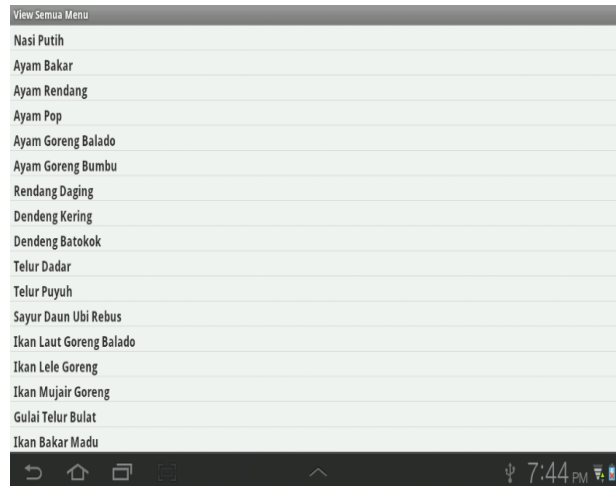 View Semua Menu
Nasi Putih
Ayam Bakar
Ayam Rendang
Ayam Pop
Ayam Goreng Balado
Ayam Goreng Bumbu
Rendang Daging
Dendeng Kering
Dendeng Batokok
Telur Dadar
Telur Puyuh
Sayur Daun Ubi Rebus
Ikan Laut Goreng Balado
Ikan Lele Goreng
Ikan Mujair Goreng
Gulai Telur Bulat
Ikan Bakar Madu
7:44 PM